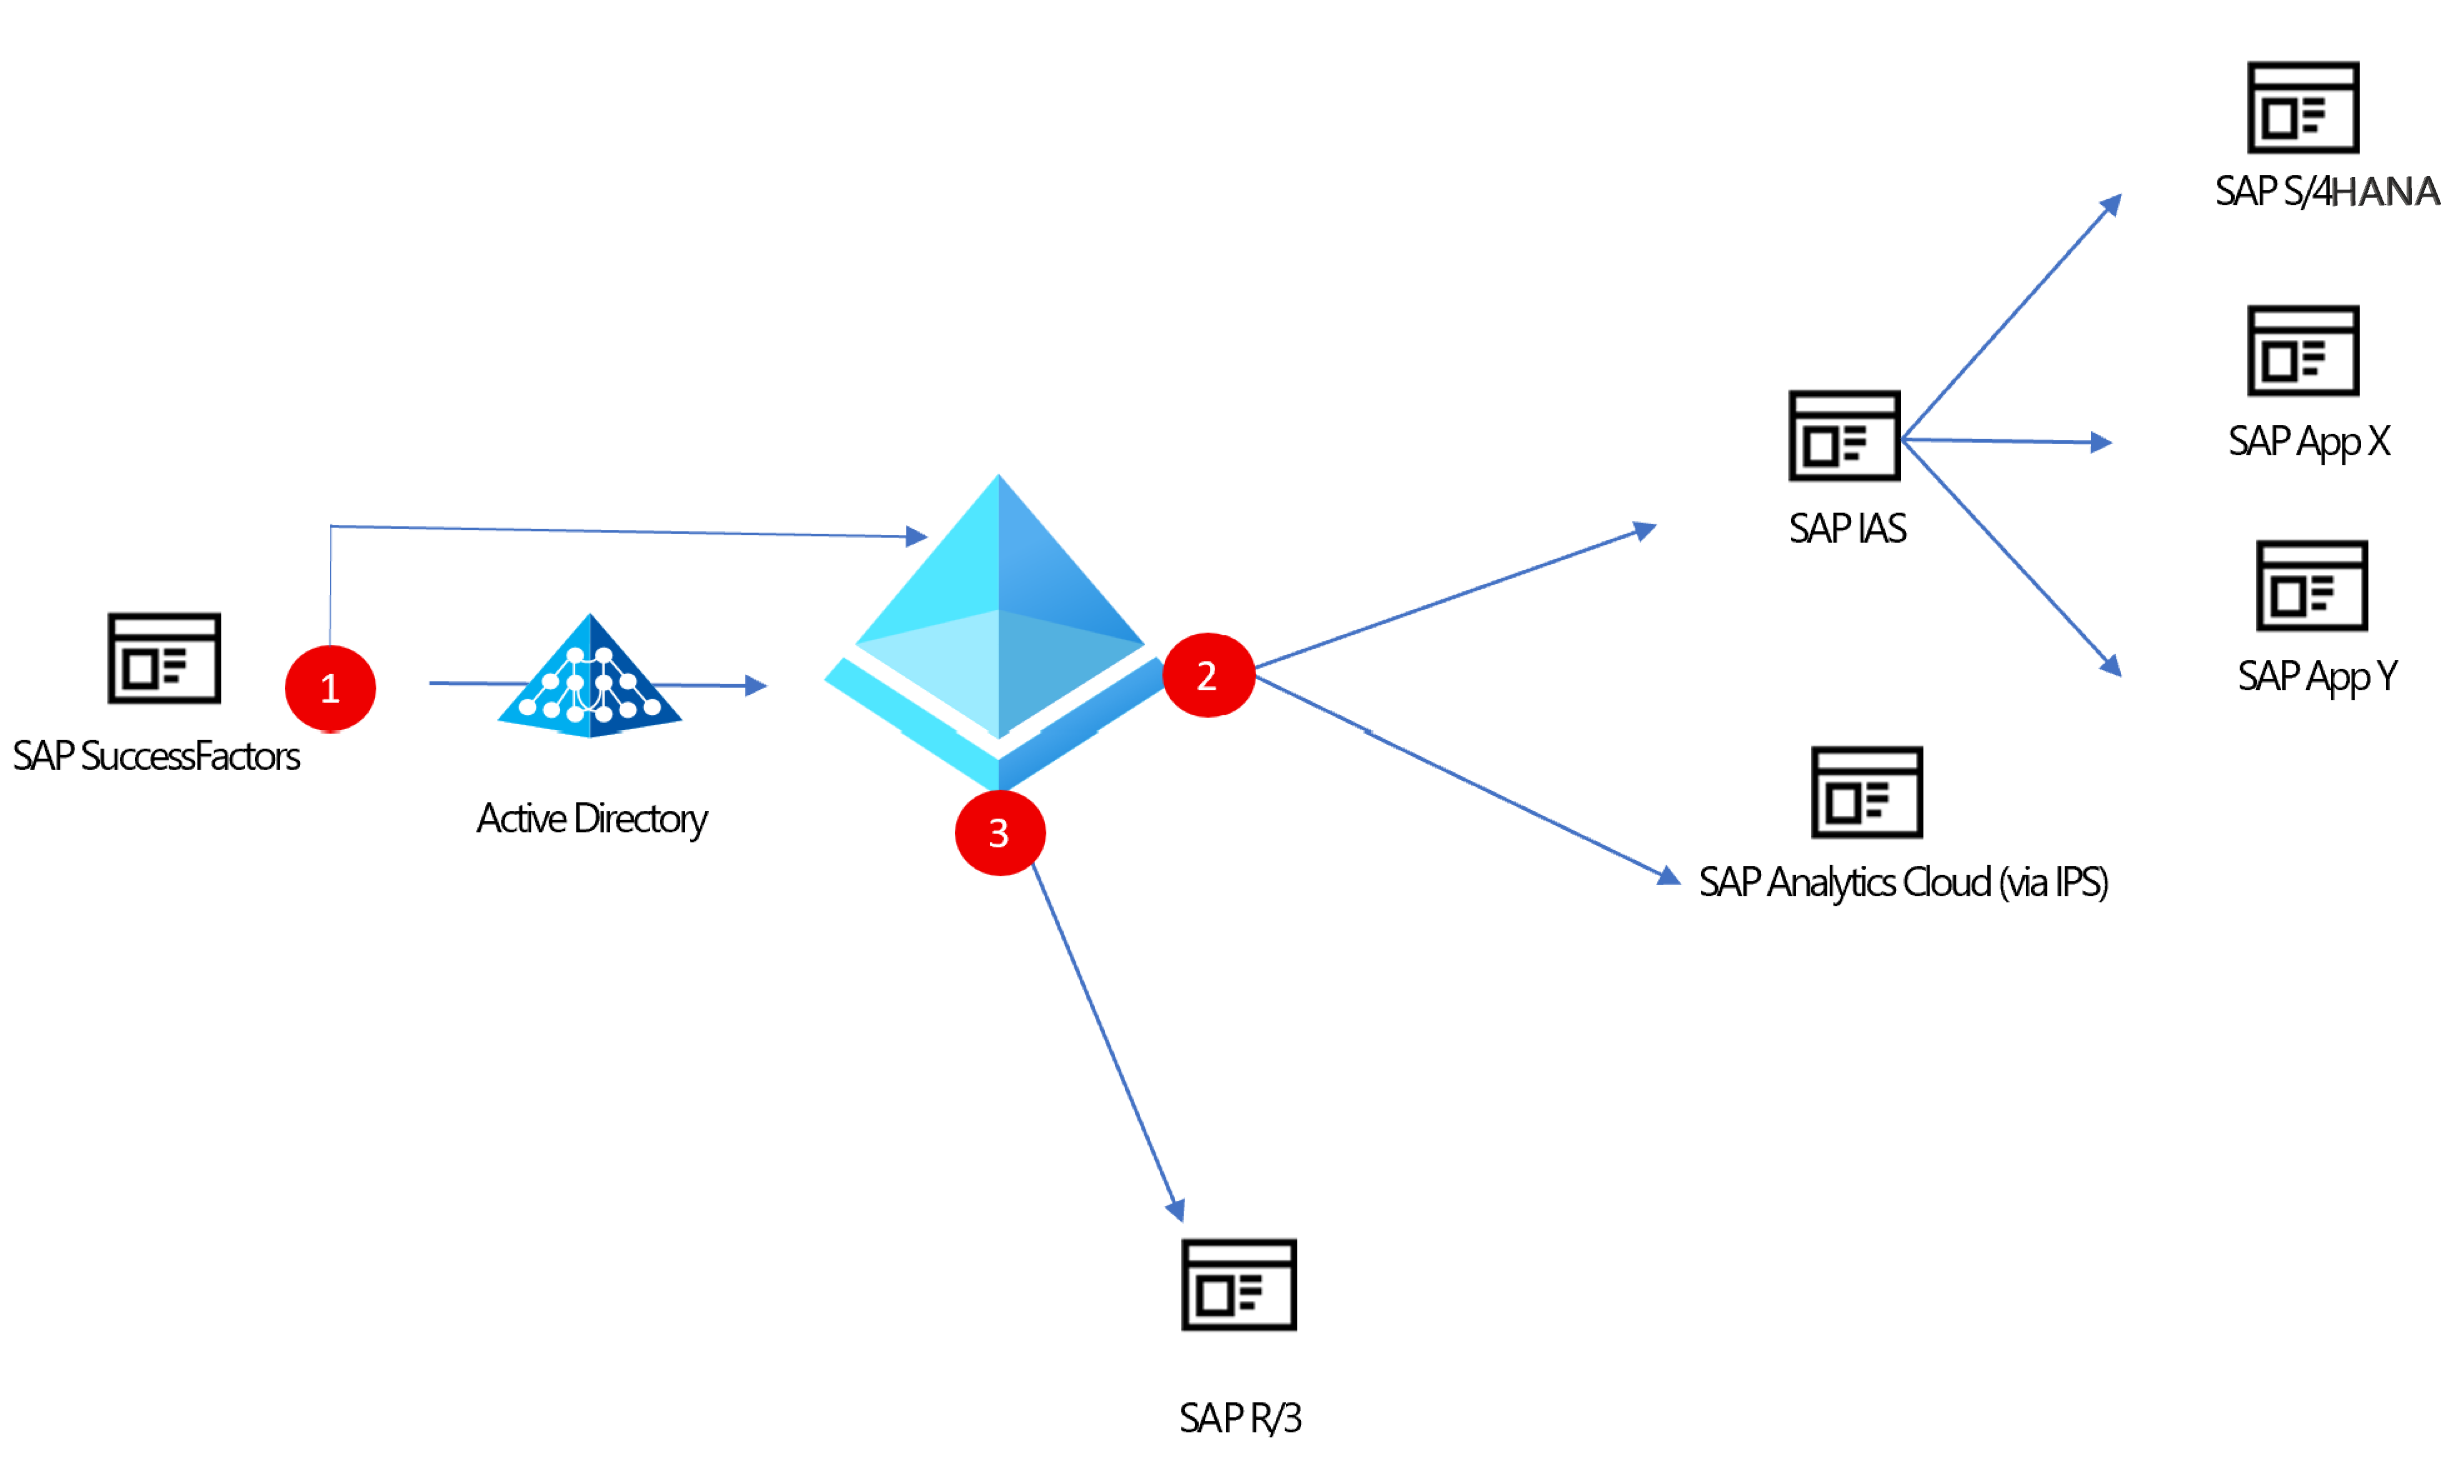 SAP S/4HANA
SAP App X
SAP IAS
SAP App Y
1
2
SAP SuccessFactors
Active Directory
3
SAP Analytics Cloud (via IPS)
SAP R/3